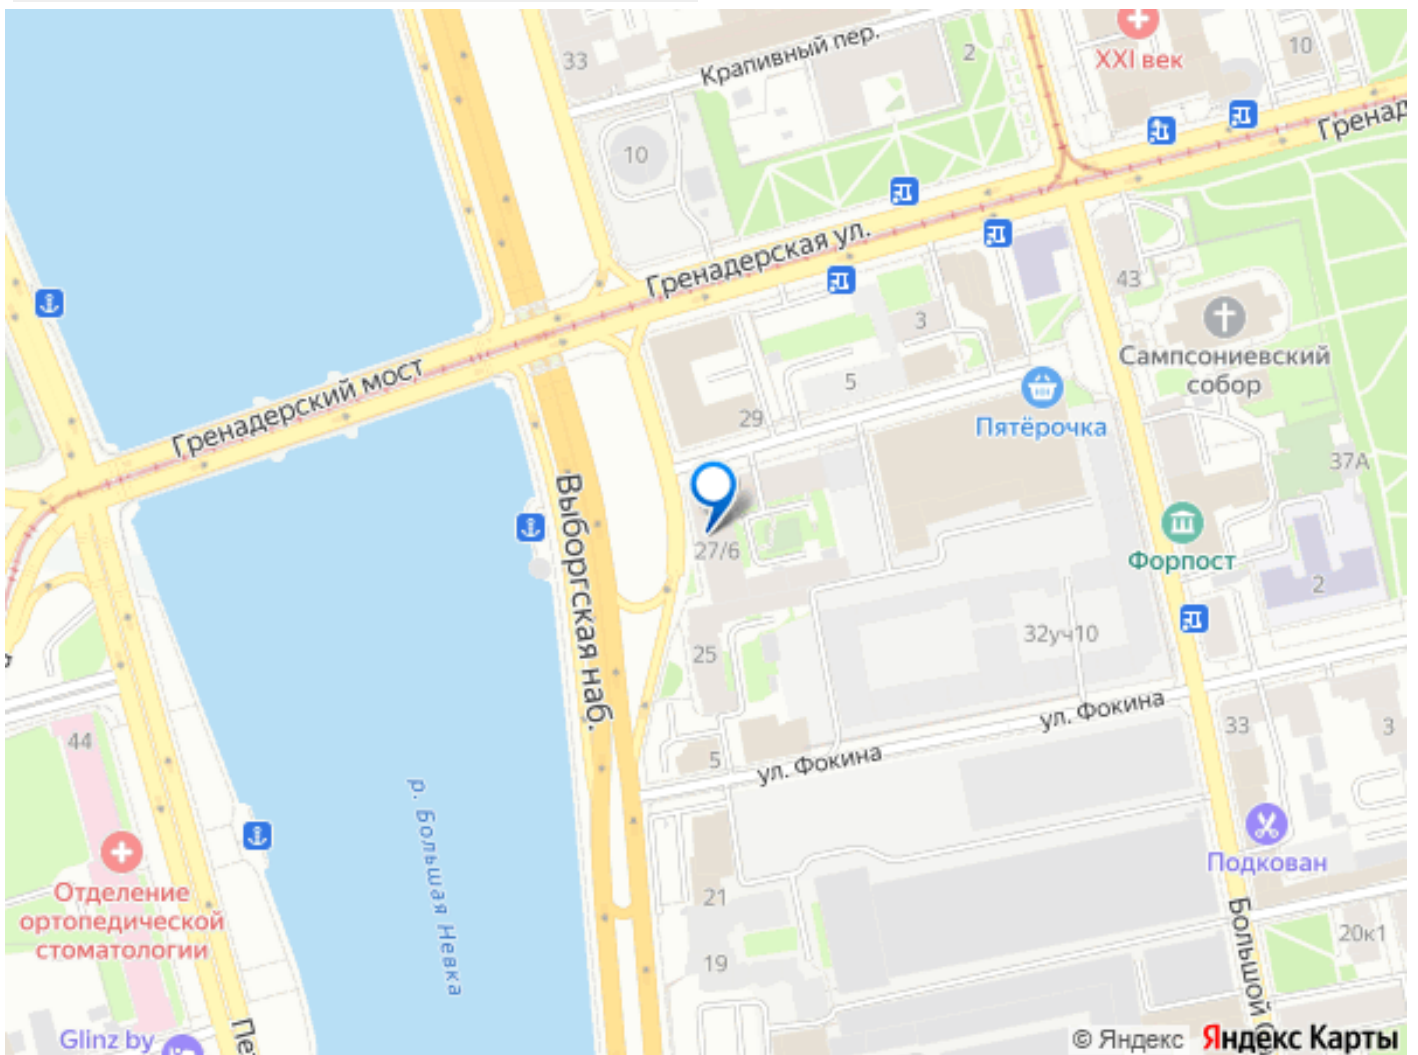 33
Крапивный пер.
2
XXI век
10
Гренад
10
Гренадерская ул.
43
3
Сампсониевский
собор
5
Гренадерский мост
29
Пятёрочка
37А
Выборгская наб.
27/6
Форпост
2
32уч10
25
ул. Фокина
33
3
44
5
ул. Фокина
р. Большая Невка
Отделение
ортопедической
стоматологии
Подкован
21
Большой
20к1
19
Пе
Glinz by
© Яндекс Яндекс Карты